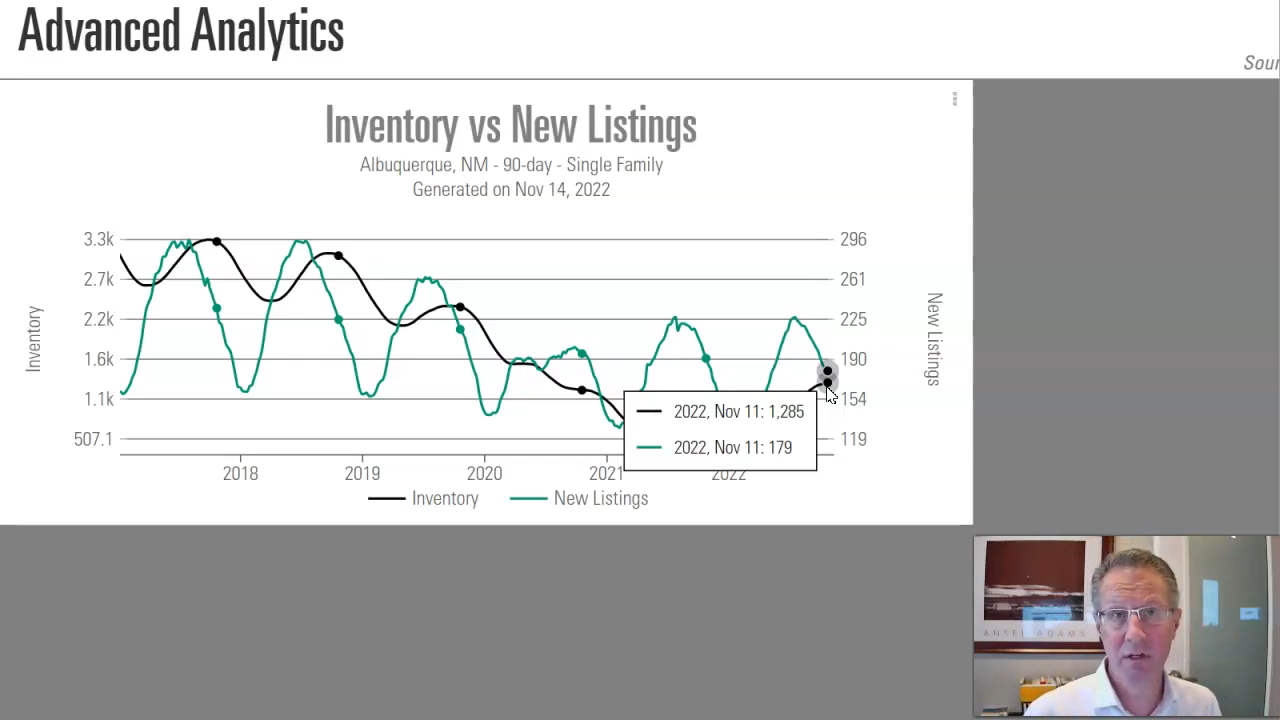 Advanced Analytics
Sour
Inventory vs New Listings
Albuquerque, NM - 90-day - Single Family
Generated on Nov 14, 2022
3.3k
2.7k
2.2k
1.6k
1.1k
507.1
Inventory
296
261
225
190
154
119
New Listings
2022, Nov 11: 1,285
2022, Nov 11: 179
2018
2019
2020
2021
2022
Inventory
New Listings
ANSEL ADAMS